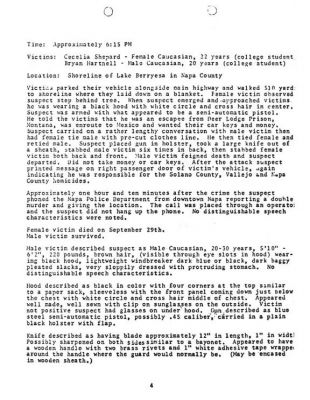 Time: Approximately 6:15 PM
Victims: Cecelia Shepard - Female Caucasian, 22 years (college student)
Bryan Hartnell - Male Caucasian, 20 years (college student)
Location: Shoreline of Lake Berryesa in Napa County
Victims parked their vehicle alongside main highway and walked 510 yards
to shoreline where they laid down on a blanket. Female victim observed
suspect step behind tree. When suspect emerged and approached victims
he was wearing a black hood with white circle and cross hair in center.
Suspect was armed with what appeared to be a semi-automatic pistol.
He told the victims that he was an escapee from Deer Lodge Prison,
Montana, was enroute to Mexico and wanted their car keys and money.
Suspect carried on a rather lengthy conversation with male victim then
had female tie male with pre-cut clothes line. He then tied female and
retied male. Suspect placed gun in holster, took a large knife out of
a sheath, stabbed male victim six times in back, then stabbed female
victim both back and front. Male victim feigned death and suspect
departed. Did not take money or car keys. After the attack suspect
printed message on right passenger door of victim's vehicle, again
indicating he was responsible for the Solano County, Vallejo and Napa
County homicides.
Approximately one hour and ten minutes after the crime the suspect
phoned the Napa Police Department from downtown Napa reporting a double
murder and giving the location. The call was placed through an operator
and the suspect did not hang up the phone. No distinguishable speech
characteristics were noted.
Female victim died on September 29th.
Male victim survived.
Male victim described suspect as Male Caucasian, 20-30 years, 5'10" -
6'2", 220 pounds, brown hair, (visible through eye slots in hood) wear-
ing black hood, lightweight windbreaker dark blue or black, dark baggy
pleated slacks, very sloppily dressed with protruding stomach. No
distinguishable speech characteristics.
Hood described as black in color with four corners at the top similar
to a paper sack, sleeveless with the front panel coming down just below
the chest with white circle and cross hair middle of chest. Appeared
well made, well sewn with clip on sunglasses on the outside. Victim
not positive suspect had glasses on under hood. Gun described as blue
steel semi-automatic pistol, possibly .45 caliber, carried in a plain
black holster with flap.
Knife described as having blade approximately 12" in length, 1" in widt
Possibly sharpened on both sides similar to a bayonet. Appeared to have
a wooden handle with two brass rivets and 1" white adhesive tape wrappe
around the handle where the guard would normally be. (May be encased
in wooden sheath.)
4